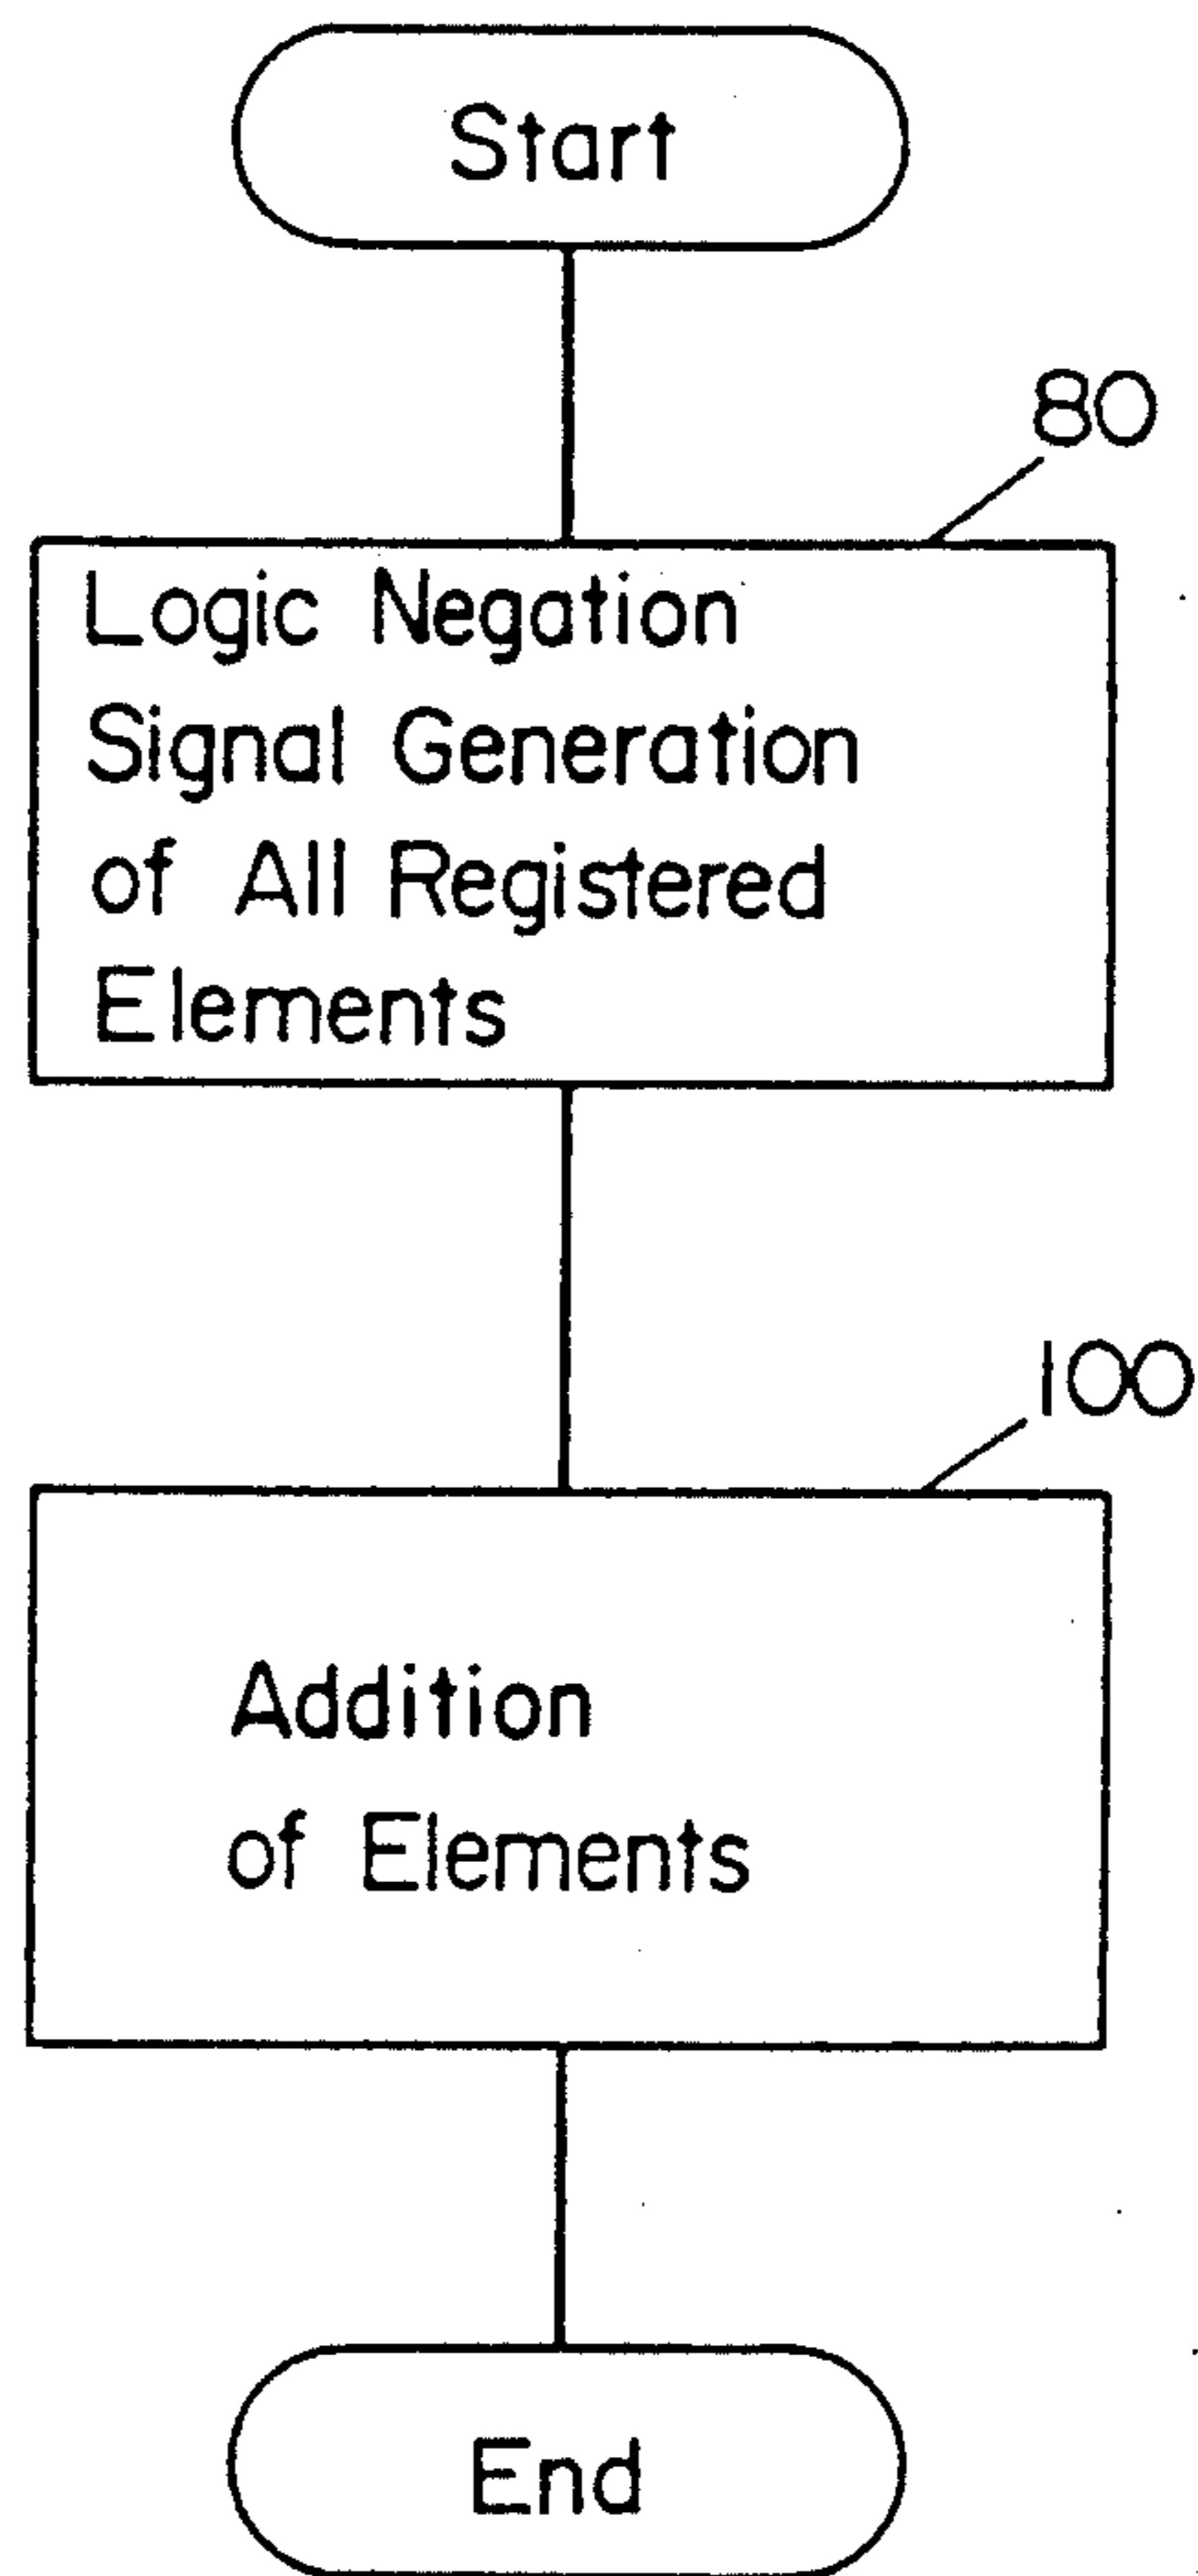 Start
80
Logic Negation
Signal Generation
of All Registered
Elements
100
Addition
of Elements
End